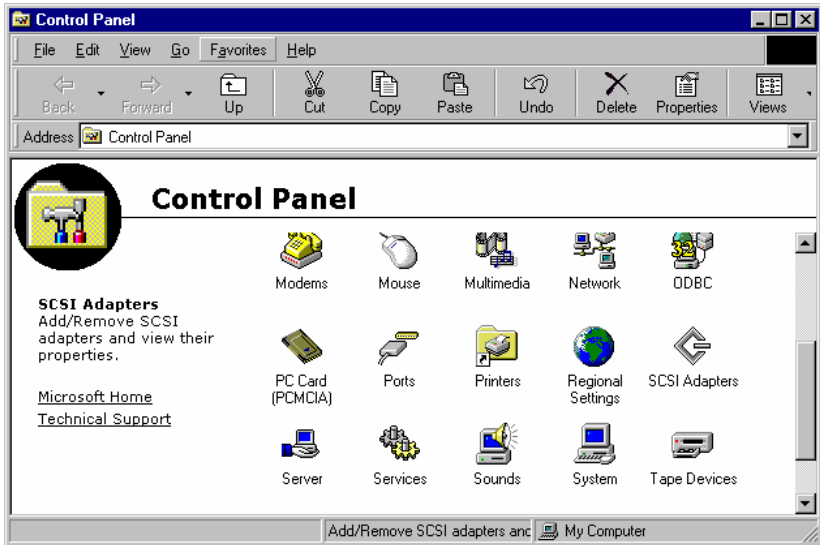 Control Panel
File Edit View Go Favorites Help
Back Forward Up Cut Copy Paste Undo Delete Properties Views
Address Control Panel
Control Panel
Modems Mouse Multimedia Network 32 ODBC
SCSI Adapters
Add/Remove SCSI
adapters and view their
properties.
PC Card
(PCMCIA)
Ports Printers Regional
Settings
SCSI Adapters
Microsoft Home
Technical Support
Server Services Sounds System Tape Devices
Add/Remove SCSI adapters anc My Computer